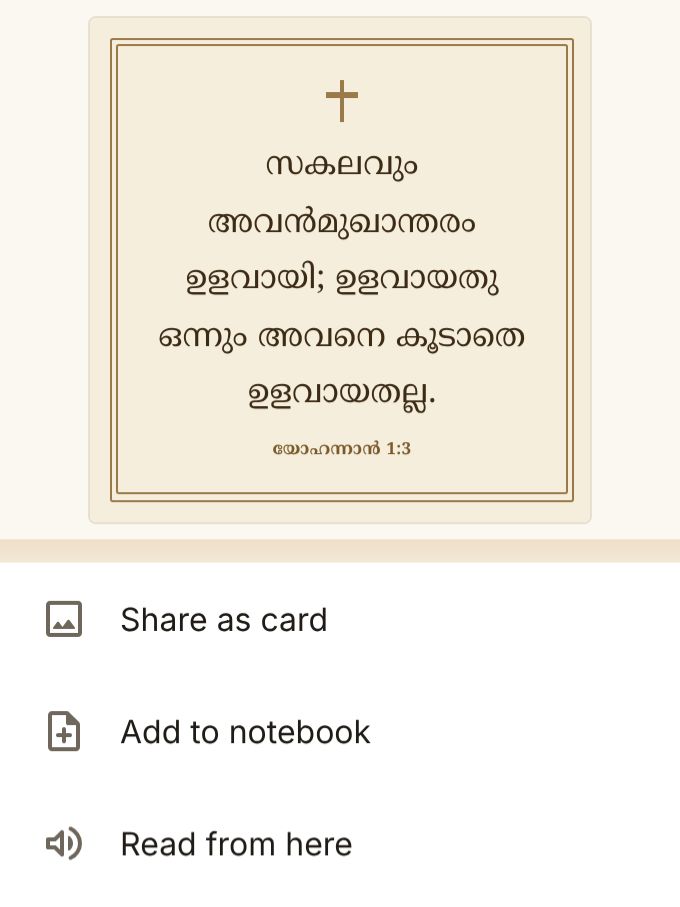 സകലവും
അവൻമുഖാന്തരം
ഉളവായി; ഉളവായതു
ഒന്നും അവനെ കൂടാതെ
ഉളവായതല്ല.
യോഹന്നാൻ 1:3
Share as card
Add to notebook
Read from here